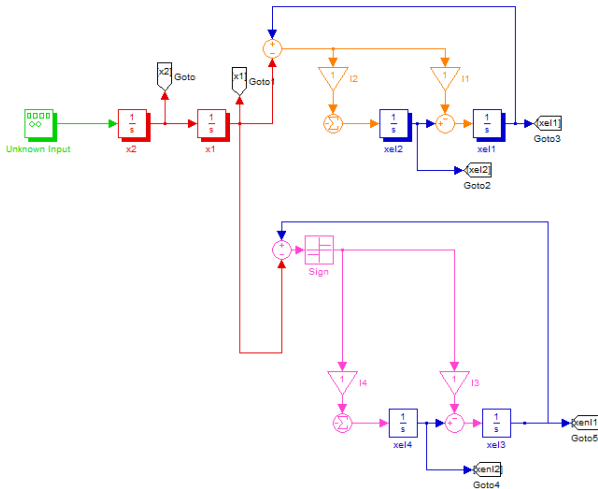 x2]
Goto
x1]
Goto1
+
−
1
l2
1
l1
1
s
1
s
−Σ
1
s
+
−
1
s
[xel1]
Unknown Input
x2
x1
xel2
xel1
Goto3
[xel2]
Goto2
+
−
Sign
1
l4
1
l3
−Σ
1
s
+
−
1
s
[xenl1]
xel4
xel3
Goto5
[xenl2]
Goto4